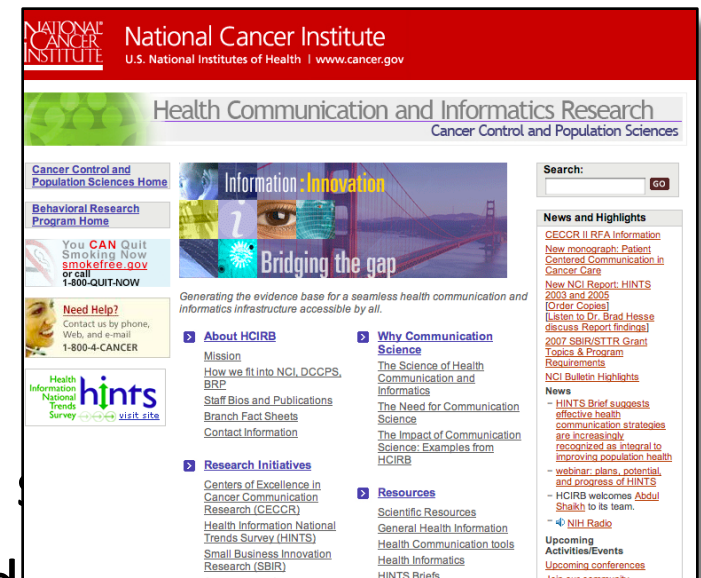 NATIONAL
CANCER
INSTITUTE
National Cancer Institute
U.S. National Institutes of Health | www.cancer.gov
Health Communication and Informatics Research
Cancer Control and Population Sciences
Cancer Control and
Population Sciences Home
Behavioral Research
Program Home
You CAN Quit
Smoking Now
smokefree.gov
or call
1-800-QUIT-NOW
Need Help?
Contact us by phone,
Web, and e-mail
1-800-4-CANCER
Health
Information
National
Trends
Survey
hints
visit site
Information:Innovation
i
Bridging the gap
Generating the evidence base for a seamless health communication and
informatics infrastructure accessible by all.
About HCIRB
Mission
How we fit into NCI, DCCPS,
BRP
Staff Bios and Publications
Branch Fact Sheets
Contact Information
Research Initiatives
Centers of Excellence in
Cancer Communication
Research (CECCR)
Health Information National
Trends Survey (HINTS)
Small Business Innovation
Research (SBIR)
Why Communication
Science
The Science of Health
Communication and
Informatics
The Need for Communication
Science
The Impact of Communication
Science: Examples from
HCIRB
Resources
Scientific Resources
General Health Information
Health Communication tools
Health Informatics
HINTS Briefs
Search:
GO
News and Highlights
CECCR II RFA Information
New monograph: Patient
Centered Communication in
Cancer Care
New NCI Report: HINTS
2003 and 2005
[Order Copies]
[Listen to Dr. Brad Hesse
discuss Report findings]
2007 SBIR/STTR Grant
Topics & Program
Requirements
NCI Bulletin Highlights
News
– HINTS Brief suggests
effective health
communication strategies
are increasingly
recognized as integral to
improving population health
– webinar: plans, potential,
and progress of HINTS
– HCIRB welcomes Abdul
Shaikh to its team.
– NIH Radio
Upcoming
Activities/Events
Upcoming conferences
Join our community